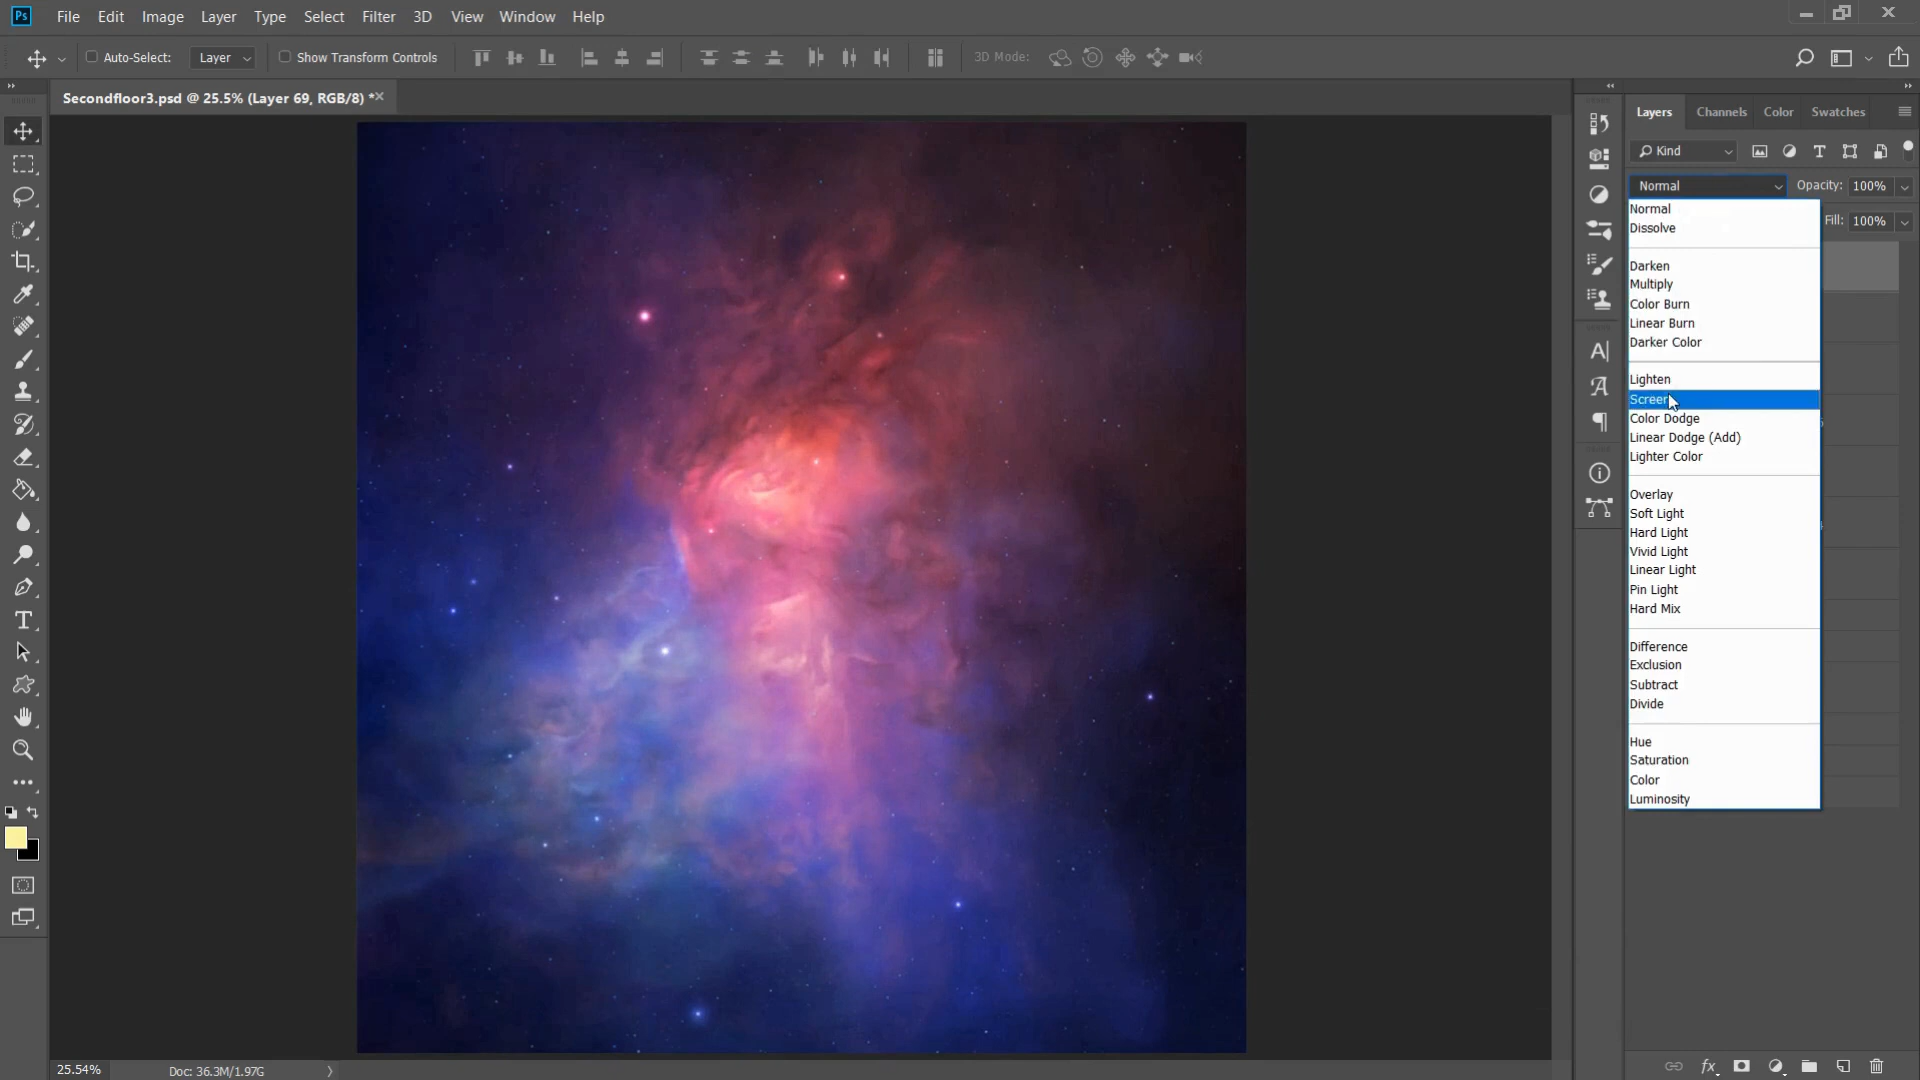 Ps File Edit Image Layer Type Select Filter 3D View Window Help
Auto-Select: Layer Show Transform Controls 3D Mode:
Secondfloor3.psd @ 25.5% (Layer 69, RGB/8) *
Layers Channels Color Swatches
Kind
Normal Opacity: 100%
Normal Fill: 100%
Dissolve
Darken
Multiply
Color Burn
Linear Burn
Darker Color
Lighten
Screen
Color Dodge
Linear Dodge (Add)
Lighter Color
Overlay
Soft Light
Hard Light
Vivid Light
Linear Light
Pin Light
Hard Mix
Difference
Exclusion
Subtract
Divide
Hue
Saturation
Color
Luminosity
25.54% Doc: 36.3M/1.97G